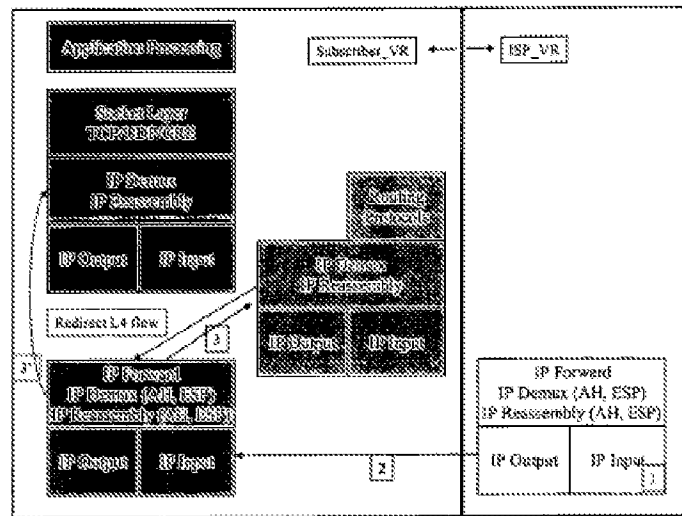 Application Processing
Subscriber_VR
ISP_VR
Socket Layer
IP Demux
IP Reassembly
IP Output
IP Input
Routing
Protocols
IP Demux
IP Reassembly
IP Output
IP Input
Redirect L4 flow
3
3'
IP Forward
IP Demux (AH, ESP)
IP Reassembly (AH, ESP)
IP Output
IP Input
2
IP Forward
IP Demux (AH, ESP)
IP Reassembly (AH, ESP)
IP Output
IP Input
1